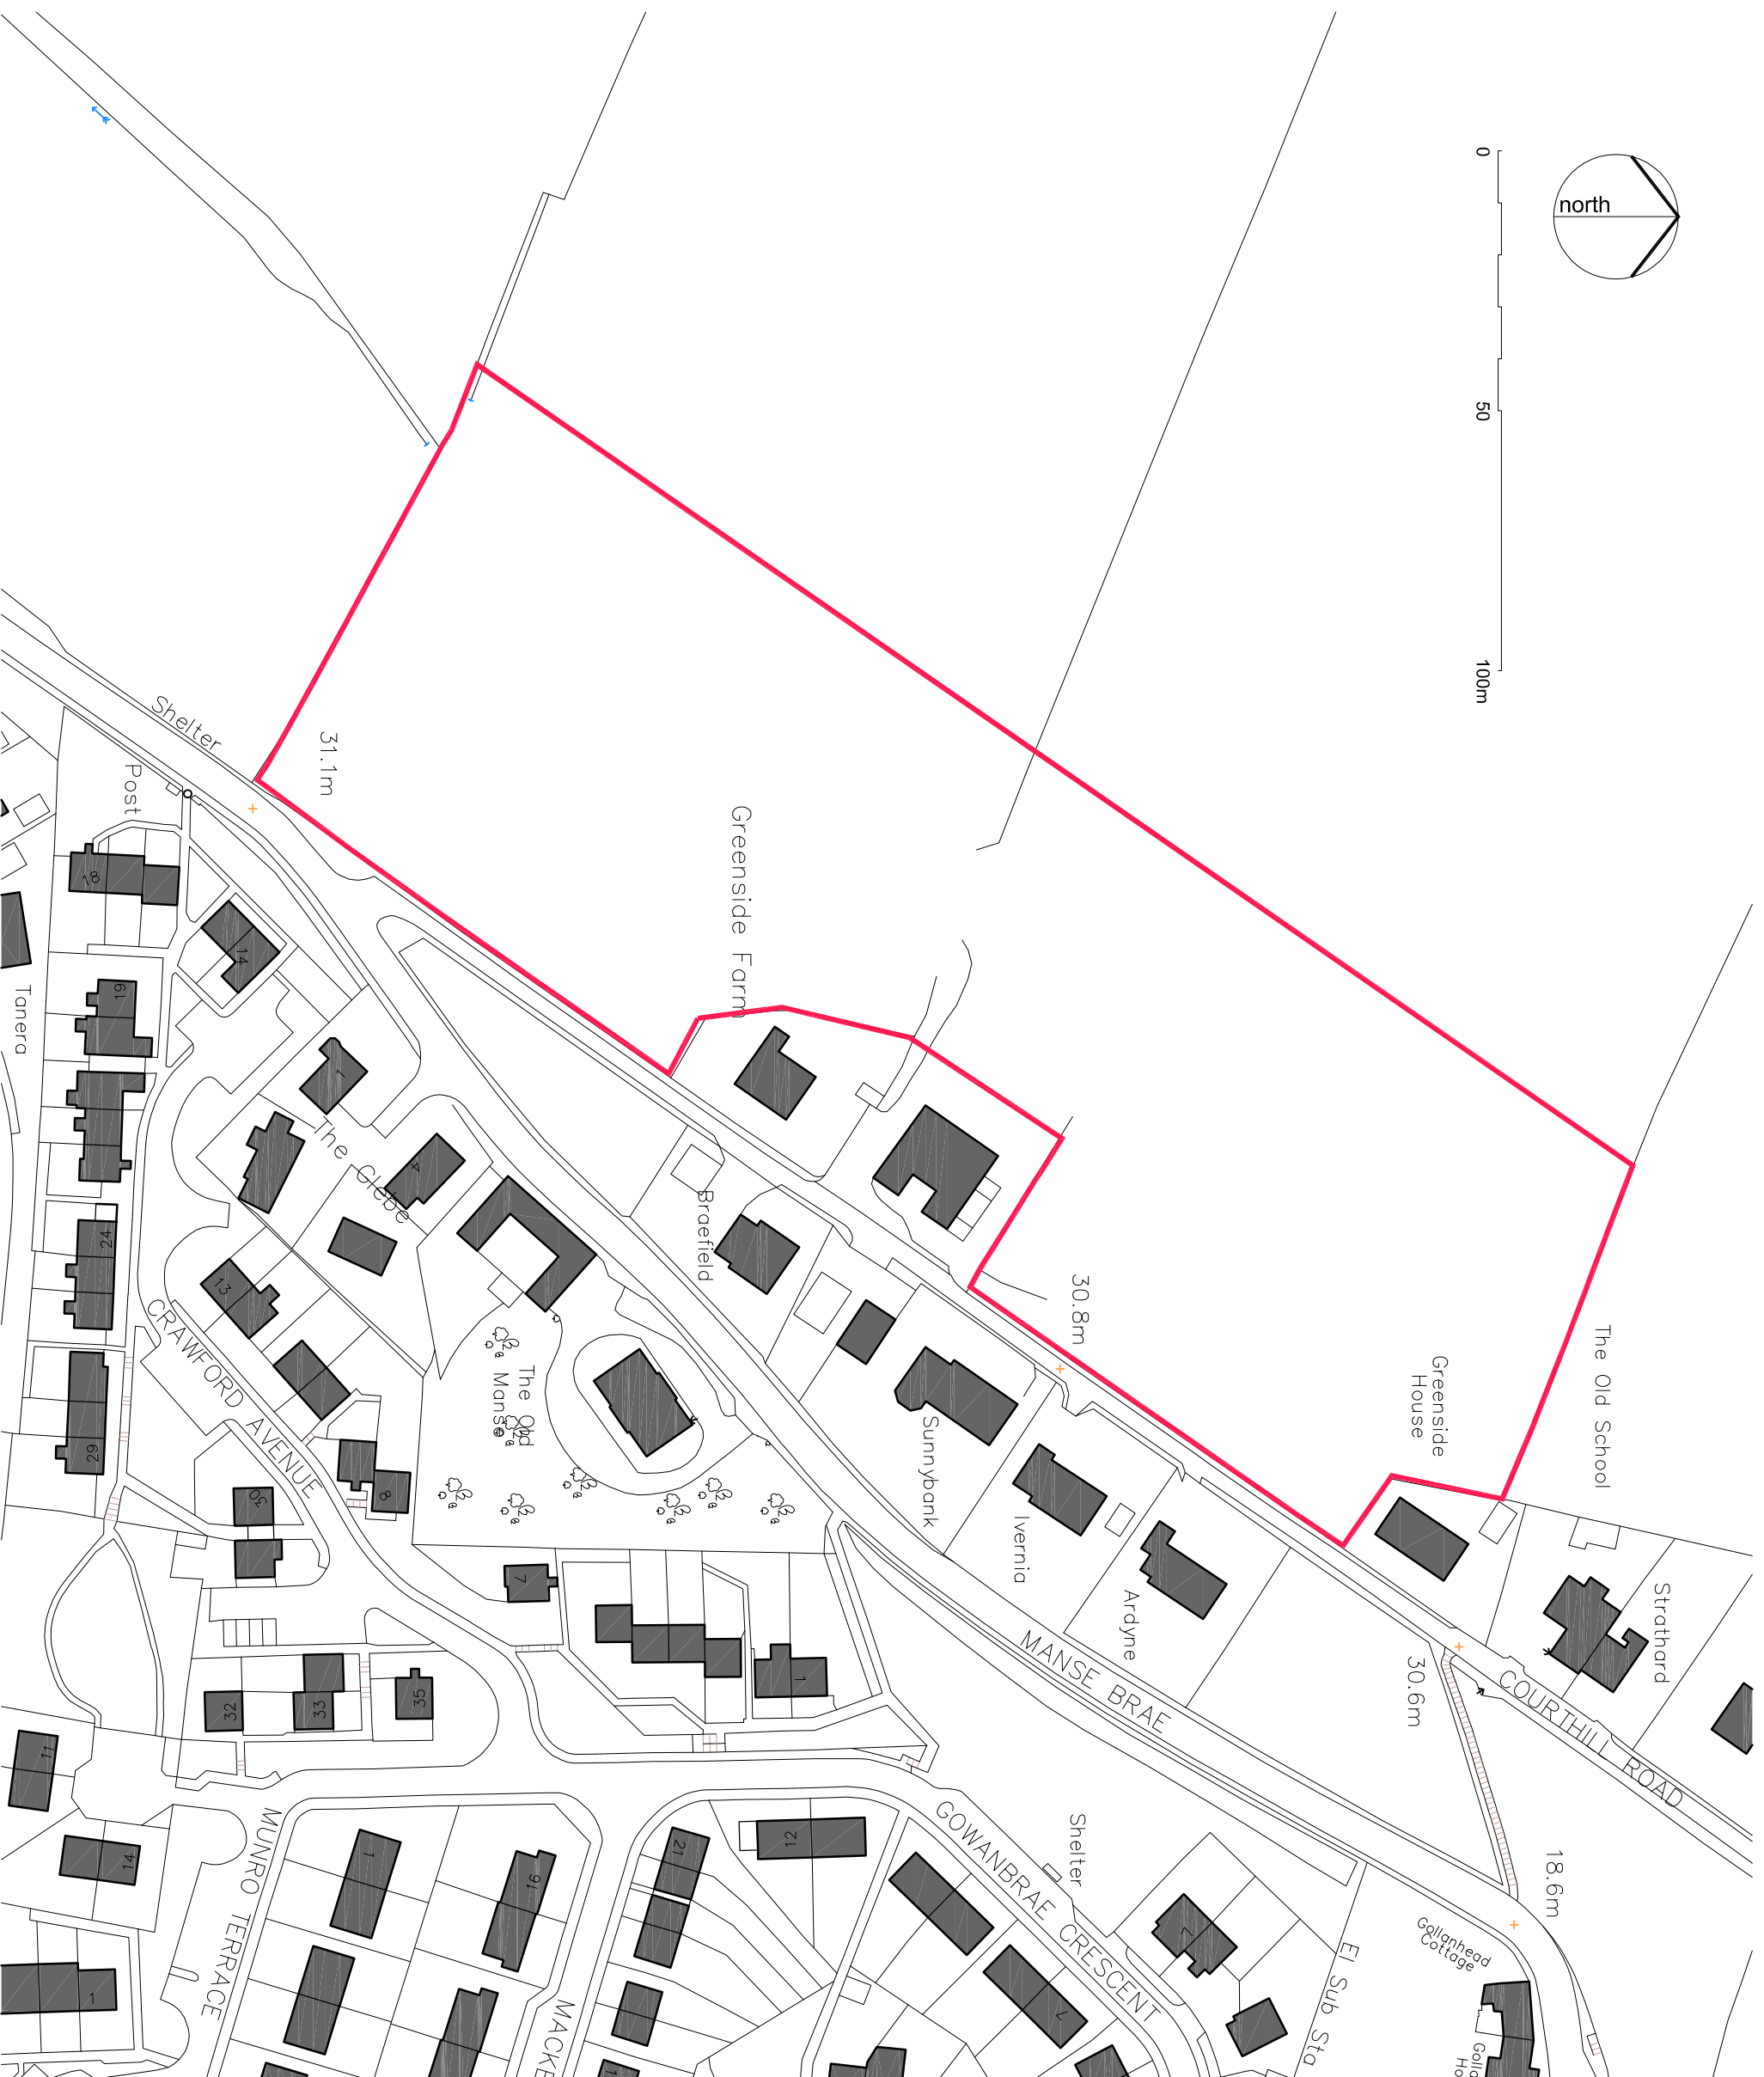 north
0
50
100m
Shelter
31.1m
Post
Greenside Farm
18
14
19
Tanera
1
The Glebe
4
Braefield
24
13
30.8m
The Old School
Greenside
House
The Old
Manse
CRAWFORD AVENUE
29
30
8
Sunnybank
Ivernia
Ardyne
Strathard
7
1
MANSE BRAE
30.6m
COURTHILL ROAD
32
33
35
11
14
MUNRO TERRACE
1
16
21
12
GOWANBRAE CRESCENT
Shelter
18.6m
Gollanhead
Cottage
7
El Sub Sta
7
1
MACKE
Golla
Ho